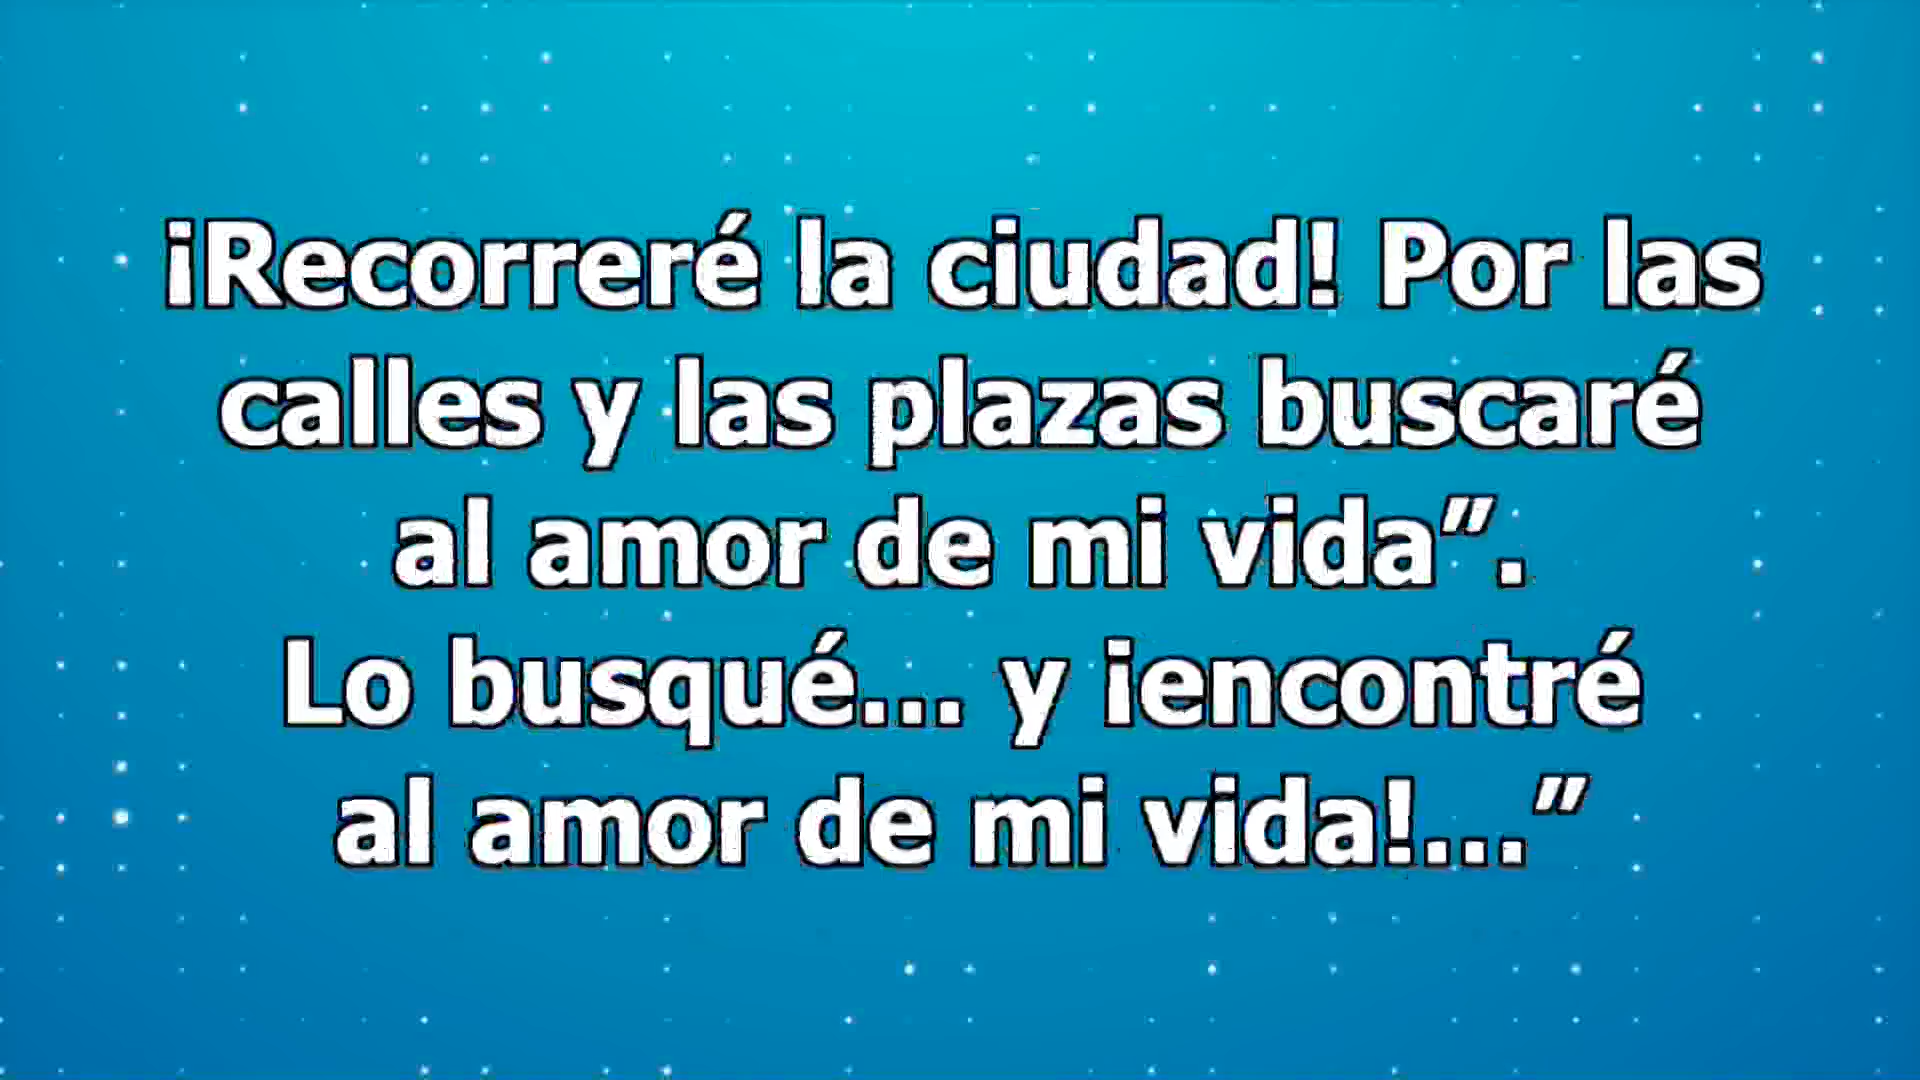 ¡Recorreré la ciudad! Por las
calles y las plazas buscaré
al amor de mi vida”.
Lo busqué... y ¡encontré
al amor de mi vida!...”